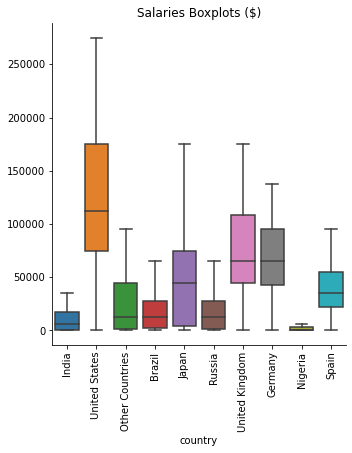 Salaries Boxplots ($)
250000
200000
150000
100000
50000
0
India
United States
Other Countries
Brazil
Japan
Russia
United Kingdom
Germany
Nigeria
Spain
country